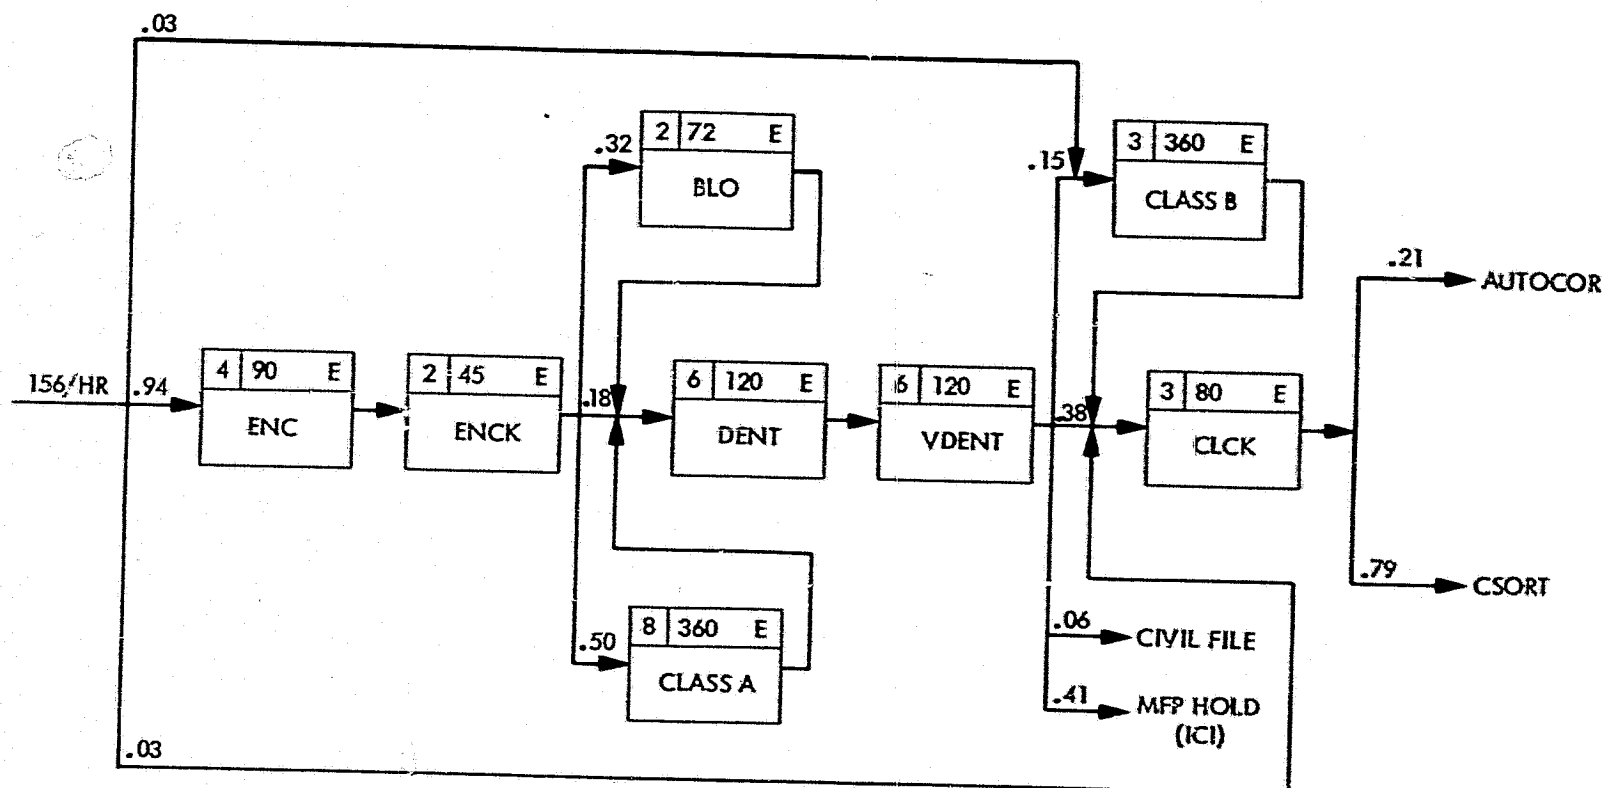 .03
2 72 E
BLO
.32
3 360 E
CLASS B
.15
.21
AUTOCOR
156/HR
.94
4 90 E
ENC
2 45 E
ENCK
.18
6 120 E
DENT
6 120 E
VDENT
.38
3 80 E
CLCK
.79
CSORT
.50
8 360 E
CLASS A
.06
CIVIL FILE
.41
MFP HOLD
(ICI)
.03